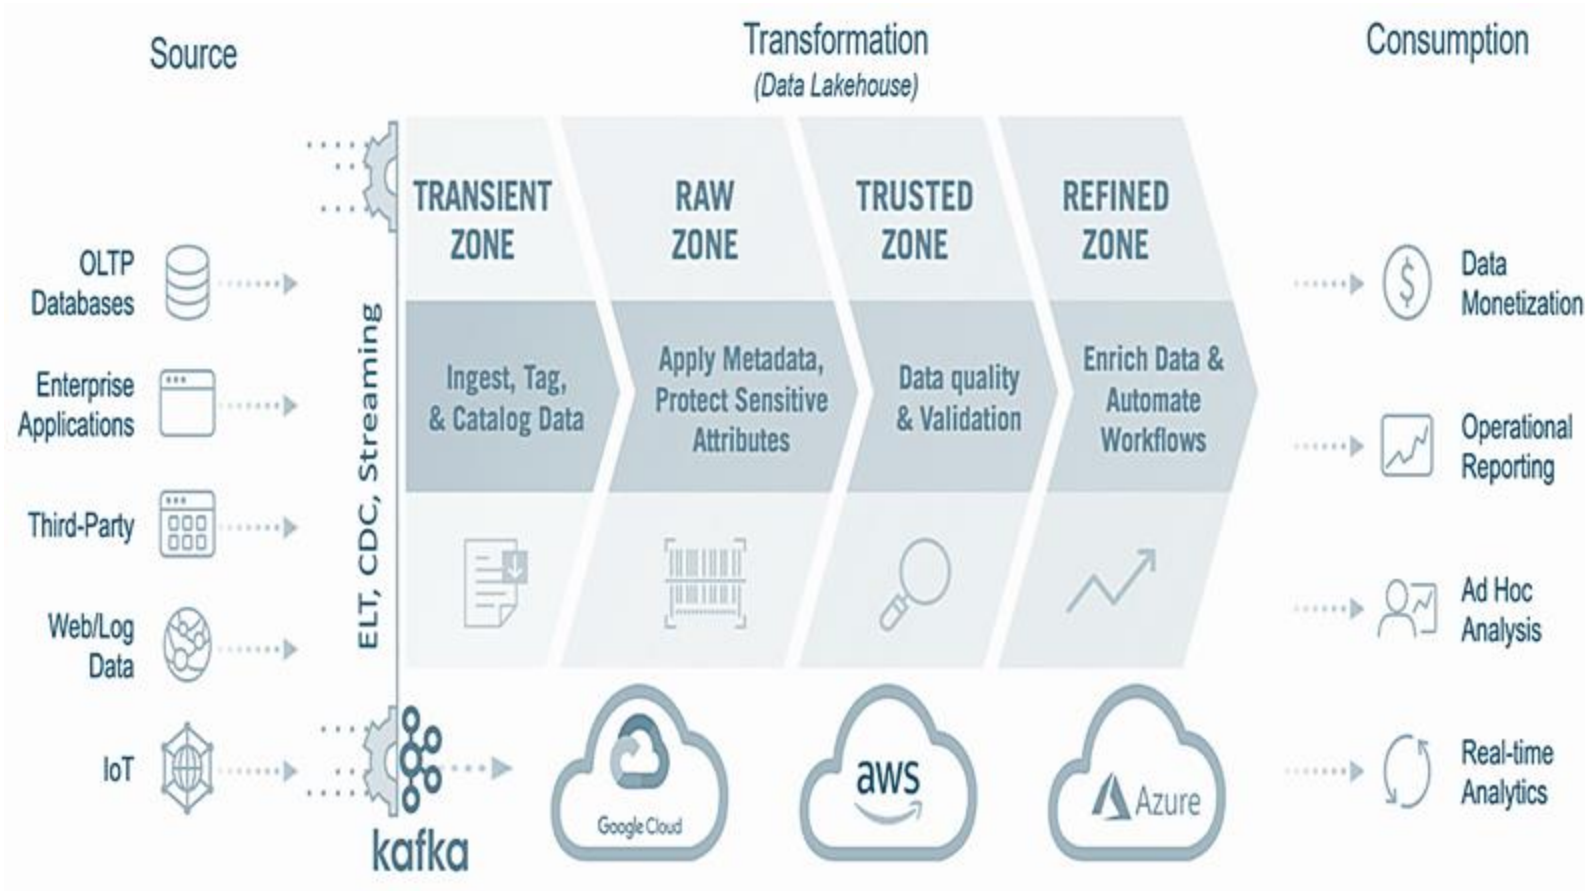 Source
Transformation
(Data Lakehouse)
Consumption
OLTP
Databases
Enterprise
Applications
Third-Party
Web/Log
Data
IoT
ELT, CDC, Streaming
kafka
TRANSIENT
ZONE
Ingest, Tag,
& Catalog Data
RAW
ZONE
Apply Metadata,
Protect Sensitive
Attributes
TRUSTED
ZONE
Data quality
& Validation
REFINED
ZONE
Enrich Data &
Automate
Workflows
Google Cloud
aws
Azure
Data
Monetization
Operational
Reporting
Ad Hoc
Analysis
Real-time
Analytics